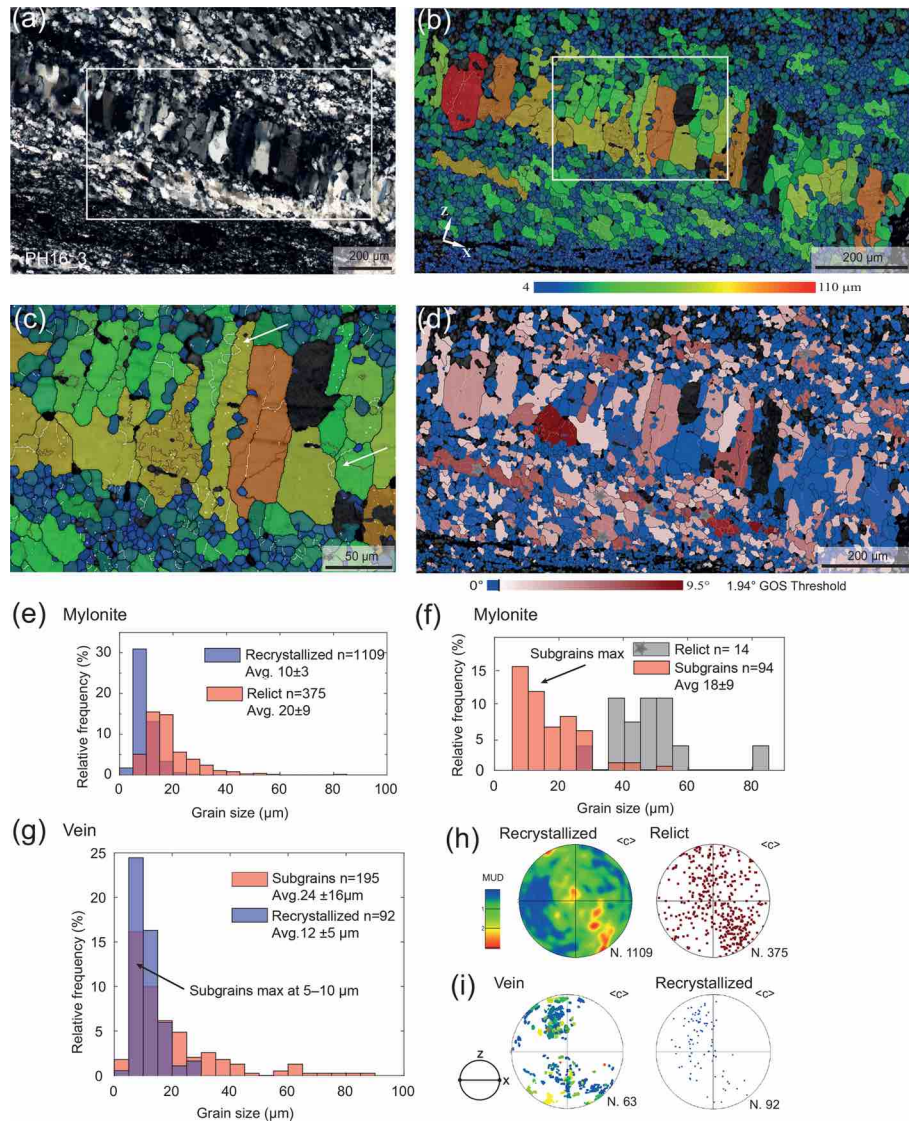 (a)
PH16_3
200 µm
(b)
z
x
200 µm
4
110 µm
(c)
50 µm
(d)
200 µm
0°
9.5°
1.94° GOS Threshold
(e) Mylonite
Relative frequency (%)
30
20
10
0
Recrystallized n=1109
Avg. 10±3
Relict n=375
Avg. 20±9
0 20 40 60 80 100
Grain size (µm)
(f) Mylonite
Relative frequency (%)
15
10
5
0
Subgrains max
Relict n= 14
Subgrains n=94
Avg 18±9
0 20 40 60 80
Grain size (µm)
(g) Vein
Relative frequency (%)
25
20
15
10
5
0
Subgrains n=195
Avg.24 ±16µm
Recrystallized n=92
Avg.12 ±5 µm
Subgrains max at 5–10 µm
0 20 40 60 80 100
Grain size (µm)
(h)
Recrystallized <c>
MUD
1
2
N. 1109
Relict <c>
N. 375
(i)
Vein <c>
z
x
N. 63
Recrystallized <c>
N. 92